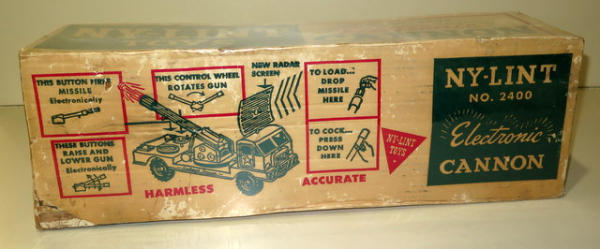 NY-LINT
THIS BUTTON FIRES
MISSILE
Electronically
THIS CONTROL WHEEL
ROTATES GUN
NEW RADAR
SCREEN
TO LOAD...
DROP
MISSILE
HERE
THESE BUTTONS
RAISE AND
LOWER GUN
Electronically
TO COCK...
PRESS
DOWN
HERE
HARMLESS
ACCURATE
NY-LINT
TOYS
NY-LINT
NO. 2400
Electronic
CANNON